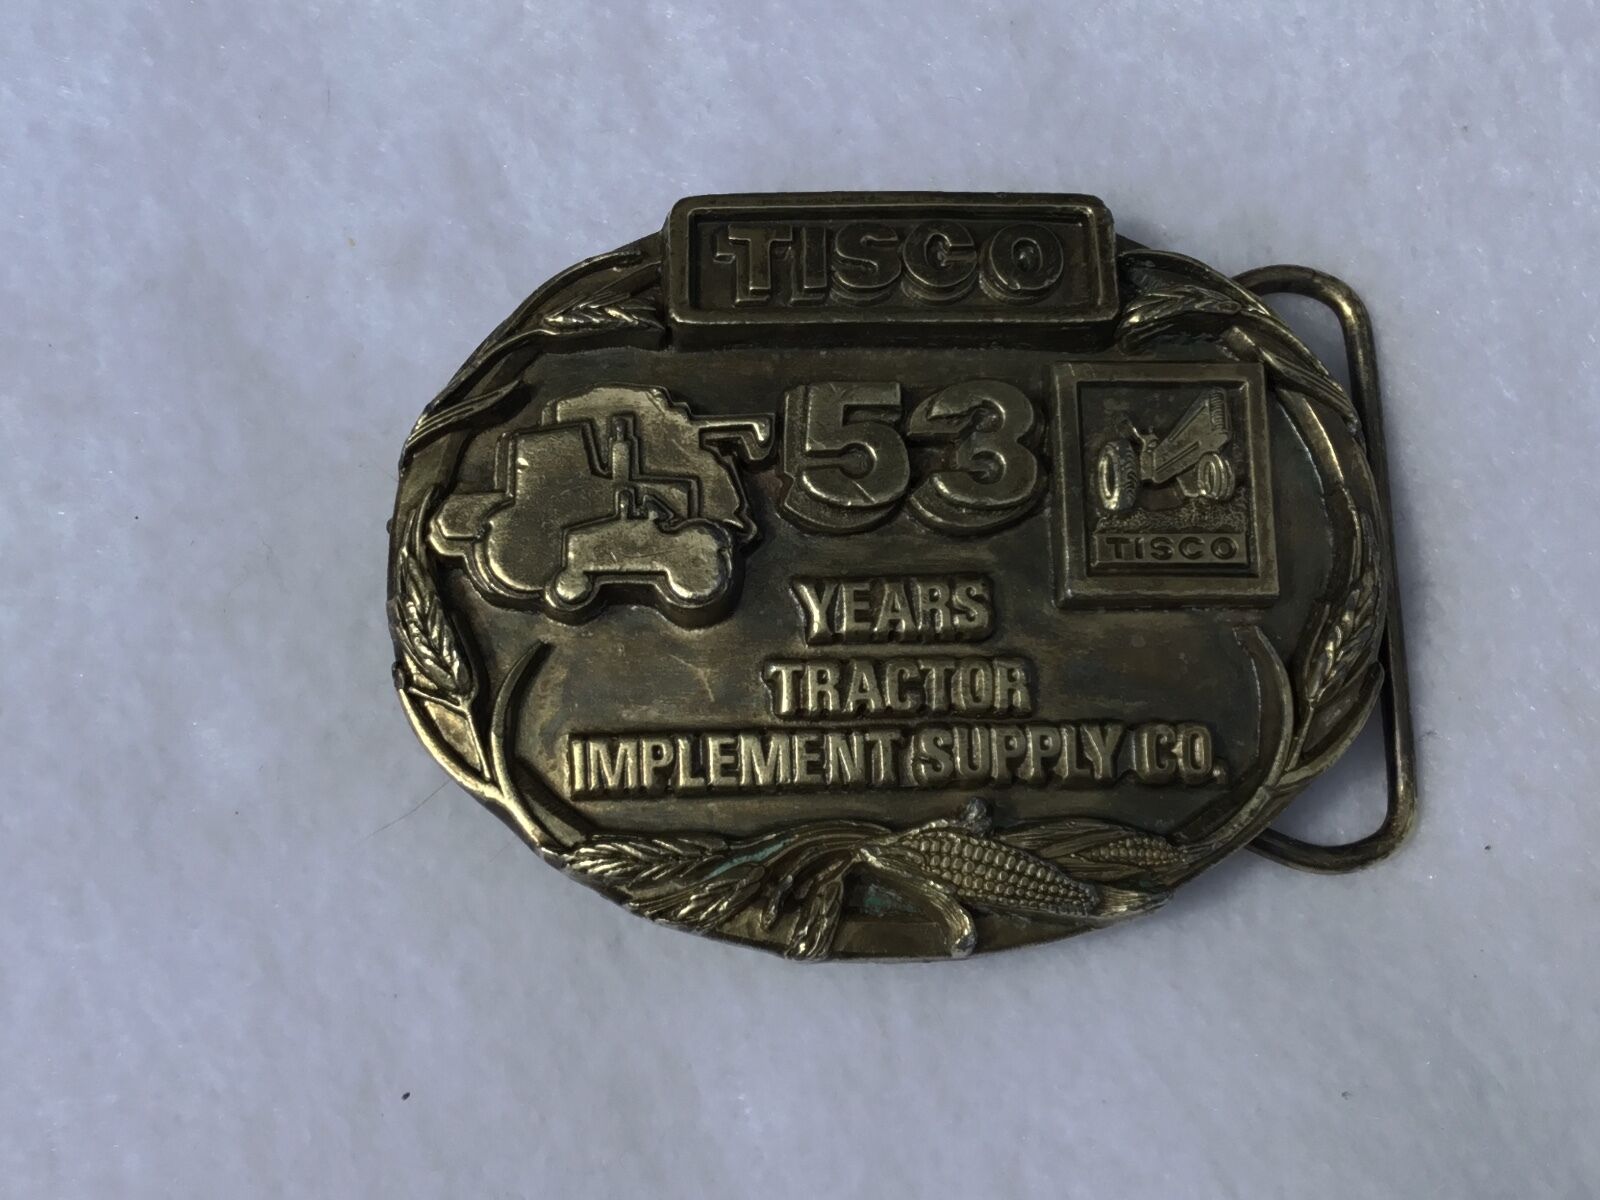 TISCO
53
TISCO
YEARS
TRACTOR
IMPLEMENT SUPPLY CO.